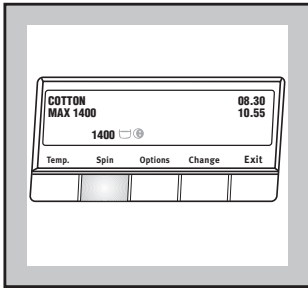 COTTON 08.30
MAX 1400 10.55
1400
Temp. Spin Options Change Exit